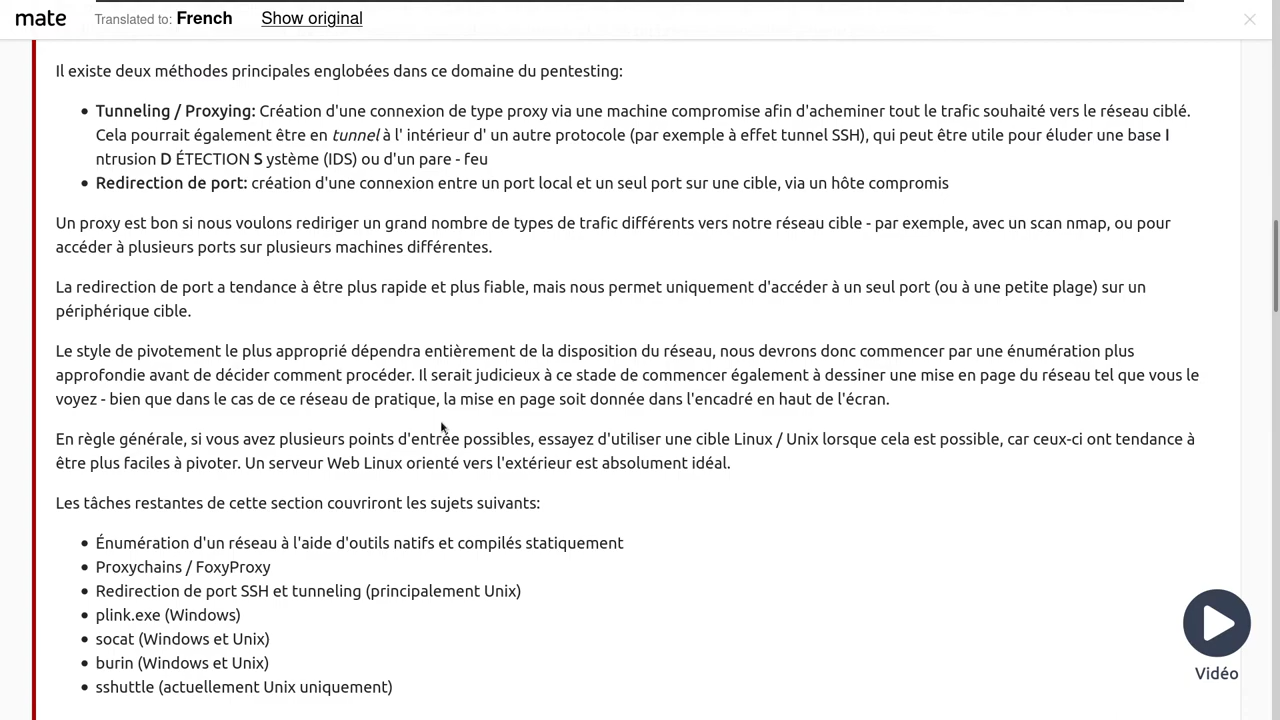 mate Translated to: French Show original
Il existe deux méthodes principales englobées dans ce domaine du pentesting:
• Tunneling / Proxying: Création d'une connexion de type proxy via une machine compromise afin d'acheminer tout le trafic souhaité vers le réseau ciblé.
Cela pourrait également être en tunnel à l' intérieur d' un autre protocole (par exemple à effet tunnel SSH), qui peut être utile pour éluder une base I
ntrusion D ÉTECTION S ystème (IDS) ou d'un pare - feu
• Redirection de port: création d'une connexion entre un port local et un seul port sur une cible, via un hôte compromis
Un proxy est bon si nous voulons rediriger un grand nombre de types de trafic différents vers notre réseau cible - par exemple, avec un scan nmap, ou pour
accéder à plusieurs ports sur plusieurs machines différentes.
La redirection de port a tendance à être plus rapide et plus fiable, mais nous permet uniquement d'accéder à un seul port (ou à une petite plage) sur un
périphérique cible.
Le style de pivotement le plus approprié dépendra entièrement de la disposition du réseau, nous devrons donc commencer par une énumération plus
approfondie avant de décider comment procéder. Il serait judicieux à ce stade de commencer également à dessiner une mise en page du réseau tel que vous le
voyez - bien que dans le cas de ce réseau de pratique, la mise en page soit donnée dans l'encadré en haut de l'écran.
En règle générale, si vous avez plusieurs points d'entrée possibles, essayez d'utiliser une cible Linux / Unix lorsque cela est possible, car ceux-ci ont tendance à
être plus faciles à pivoter. Un serveur Web Linux orienté vers l'extérieur est absolument idéal.
Les tâches restantes de cette section couvriront les sujets suivants:
• Énumération d'un réseau à l'aide d'outils natifs et compilés statiquement
• Proxychains / FoxyProxy
• Redirection de port SSH et tunneling (principalement Unix)
• plink.exe (Windows)
• socat (Windows et Unix)
• burin (Windows et Unix)
• sshuttle (actuellement Unix uniquement)
Vidéo